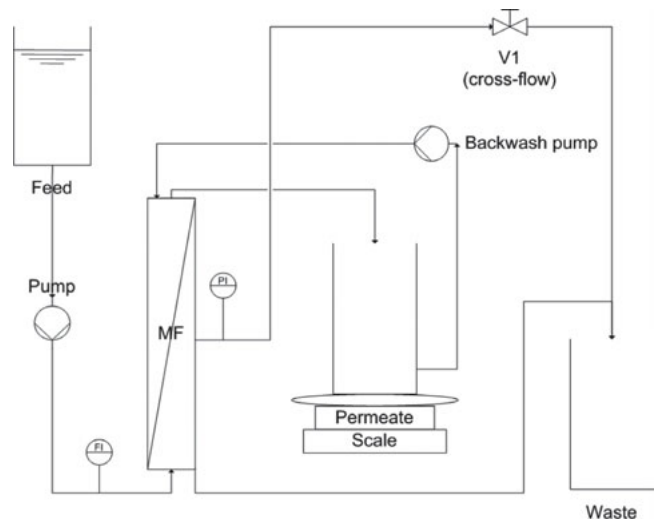 V1
(cross-flow)
Backwash pump
Feed
Pump
PI
MF
Permeate
Scale
FI
Waste